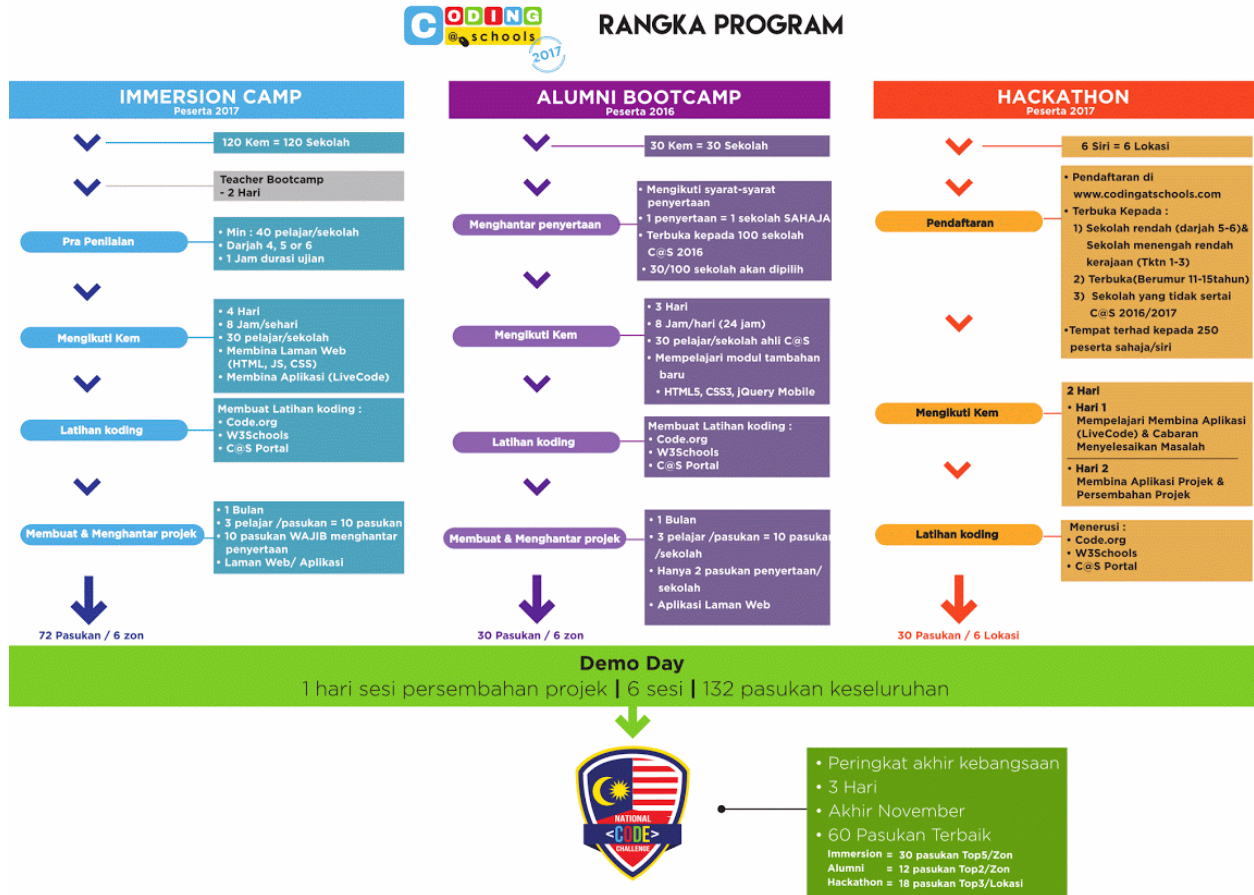 CODING
@schools
2017
RANGKA PROGRAM
IMMERSION CAMP
Peserta 2017
120 Kem = 120 Sekolah
Teacher Bootcamp
- 2 Hari
Pra Penilaian
• Min : 40 pelajar/sekolah
• Darjah 4, 5 or 6
• 1 Jam durasi ujian
Mengikuti Kem
• 4 Hari
• 8 Jam/sehari
• 30 pelajar/sekolah
• Membina Laman Web
(HTML, JS, CSS)
• Membina Aplikasi (LiveCode)
Latihan koding
Membuat Latihan koding :
• Code.org
• W3Schools
• C@S Portal
Membuat & Menghantar projek
• 1 Bulan
• 3 pelajar /pasukan = 10 pasukan
• 10 pasukan WAJIB menghantar
penyertaan
• Laman Web/ Aplikasi
72 Pasukan / 6 zon
ALUMNI BOOTCAMP
Peserta 2016
30 Kem = 30 Sekolah
Menghantar penyertaan
• Mengikuti syarat-syarat
penyertaan
• 1 penyertaan = 1 sekolah SAHAJA
• Terbuka kepada 100 sekolah
C@S 2016
• 30/100 sekolah akan dipilih
Mengikuti Kem
• 3 Hari
• 8 Jam/hari (24 jam)
• 30 pelajar/sekolah ahli C@S
• Mempelajari modul tambahan
baru
• HTML5, CSS3, jQuery Mobile
Latihan koding
Membuat Latihan koding :
• Code.org
• W3Schools
• C@S Portal
Membuat & Menghantar projek
• 1 Bulan
• 3 pelajar /pasukan = 10 pasukan
/sekolah
• Hanya 2 pasukan penyertaan/
sekolah
• Aplikasi Laman Web
30 Pasukan / 6 zon
HACKATHON
Peserta 2017
6 Siri = 6 Lokasi
Pendaftaran
• Pendaftaran di
www.codingatschools.com
• Terbuka Kepada :
1) Sekolah rendah (darjah 5-6)&
Sekolah menengah rendah
kerajaan (Tktn 1-3)
2) Terbuka(Berumur 11-15tahun)
3) Sekolah yang tidak sertai
C@S 2016/2017
•Tempat terhad kepada 250
peserta sahaja/siri
Mengikuti Kem
2 Hari
• Hari 1
Mempelajari Membina Aplikasi
(LiveCode) & Cabaran
Menyelesaikan Masalah
• Hari 2
Membina Aplikasi Projek &
Persembahan Projek
Latihan koding
Menerusi :
• Code.org
• W3Schools
• C@S Portal
30 Pasukan / 6 Lokasi
Demo Day
1 hari sesi persembahan projek | 6 sesi | 132 pasukan keseluruhan
NATIONAL
<CODE>
CHALLENGE
• Peringkat akhir kebangsaan
• 3 Hari
• Akhir November
• 60 Pasukan Terbaik
Immersion = 30 pasukan Top5/Zon
Alumni = 12 pasukan Top2/Zon
Hackathon = 18 pasukan Top3/Lokasi